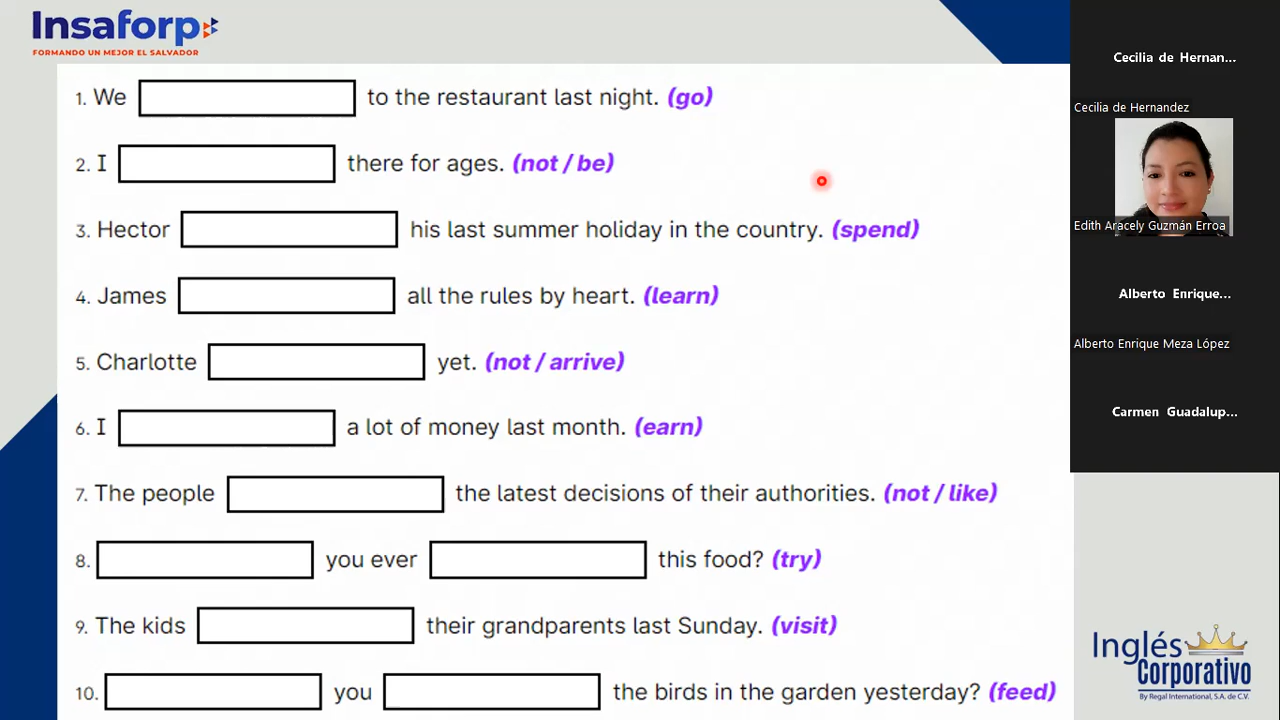 Insaforp
FORMANDO UN MEJOR EL SALVADOR
1. We to the restaurant last night. (go)
2. I there for ages. (not / be)
3. Hector his last summer holiday in the country. (spend)
4. James all the rules by heart. (learn)
5. Charlotte yet. (not / arrive)
6. I a lot of money last month. (earn)
7. The people the latest decisions of their authorities. (not / like)
8. you ever this food? (try)
9. The kids their grandparents last Sunday. (visit)
10. you the birds in the garden yesterday? (feed)
Cecilia de Hernan...
Cecilia de Hernandez
Edith Aracely Guzmán Erroa
Alberto Enrique...
Alberto Enrique Meza López
Carmen Guadalup...
Inglés
Corporativo
By Regal International, S.A. de C.V.